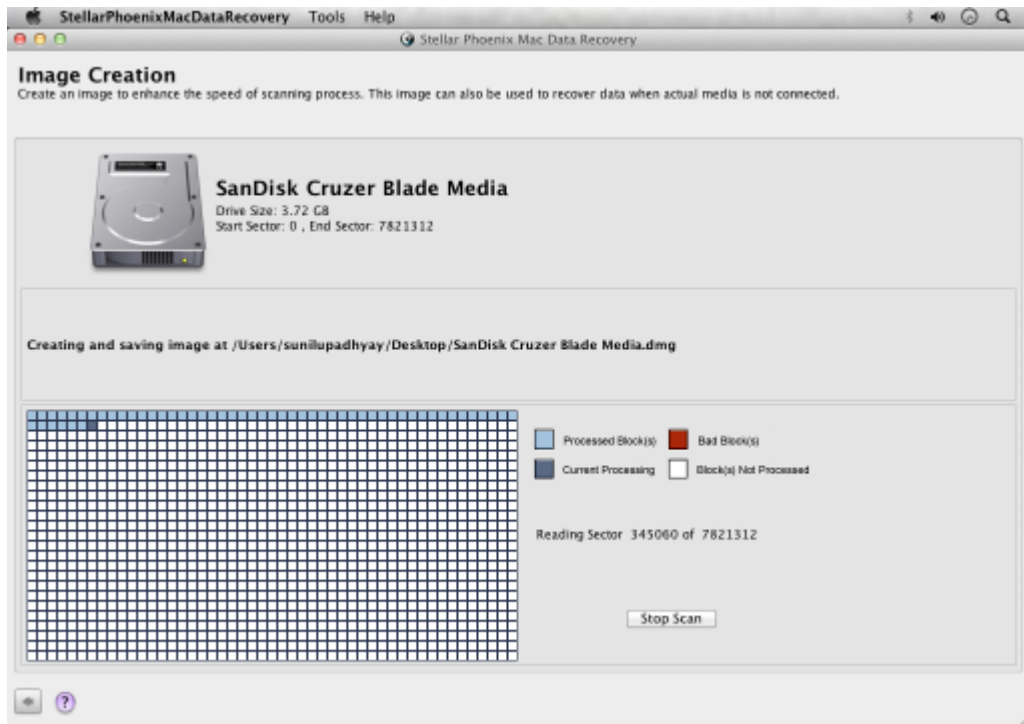 StellarPhoenixMacDataRecovery Tools Help
Stellar Phoenix Mac Data Recovery
Image Creation
Create an image to enhance the speed of scanning process. This image can also be used to recover data when actual media is not connected.
SanDisk Cruzer Blade Media
Drive Size: 3.72 GB
Start Sector: 0 , End Sector: 7821312
Creating and saving image at /Users/sunilupadhyay/Desktop/SanDisk Cruzer Blade Media.dmg
Processed Block(s) Bad Block(s)
Current Processing Block(s) Not Processed
Reading Sector 345060 of 7821312
Stop Scan
?